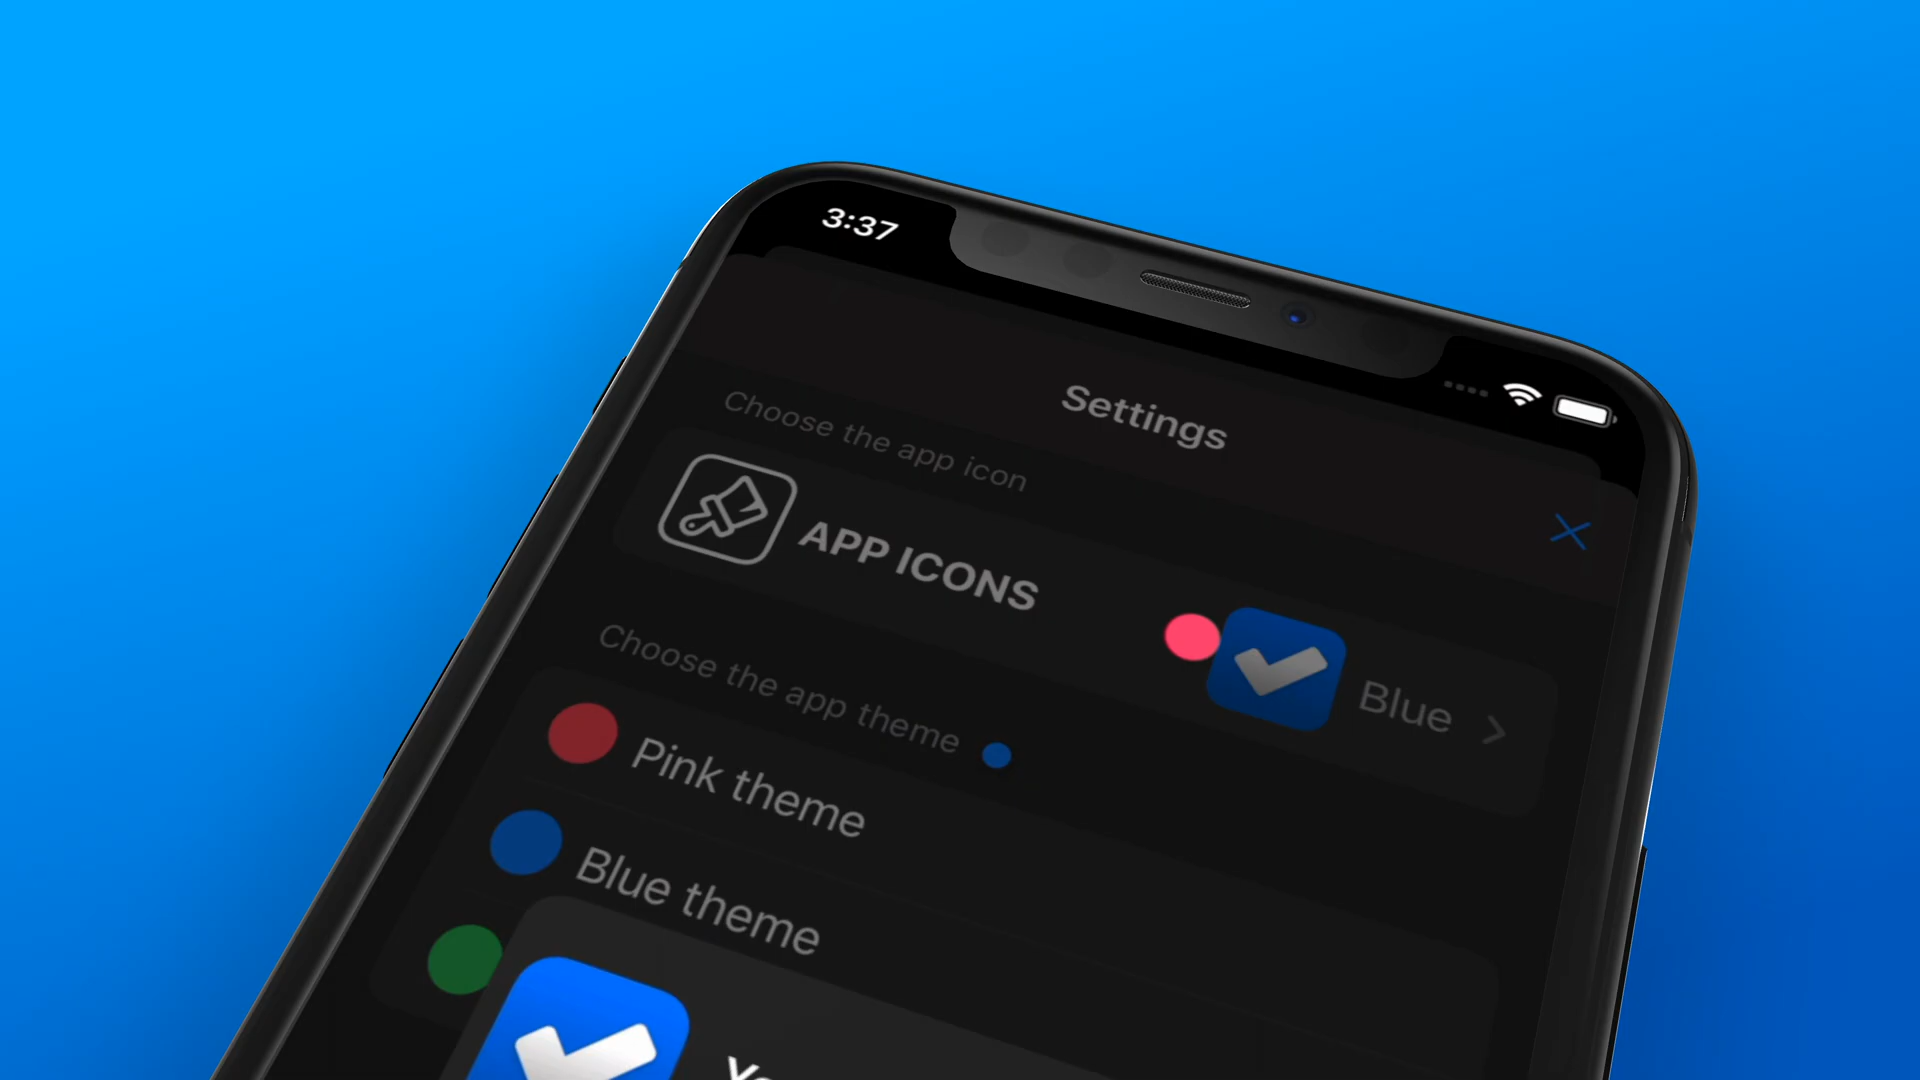 3:37
Settings
Choose the app icon
APP ICONS
Blue
Choose the app theme
Pink theme
Blue theme